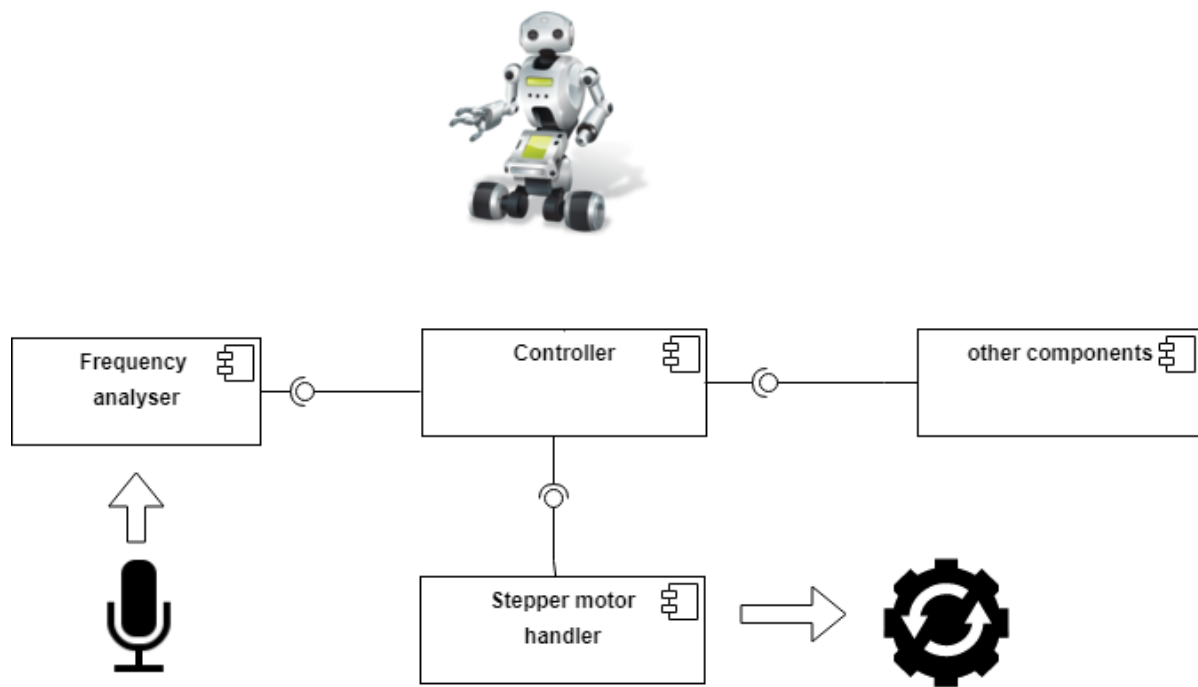 Frequency
analyser
Controller
other components
Stepper motor
handler